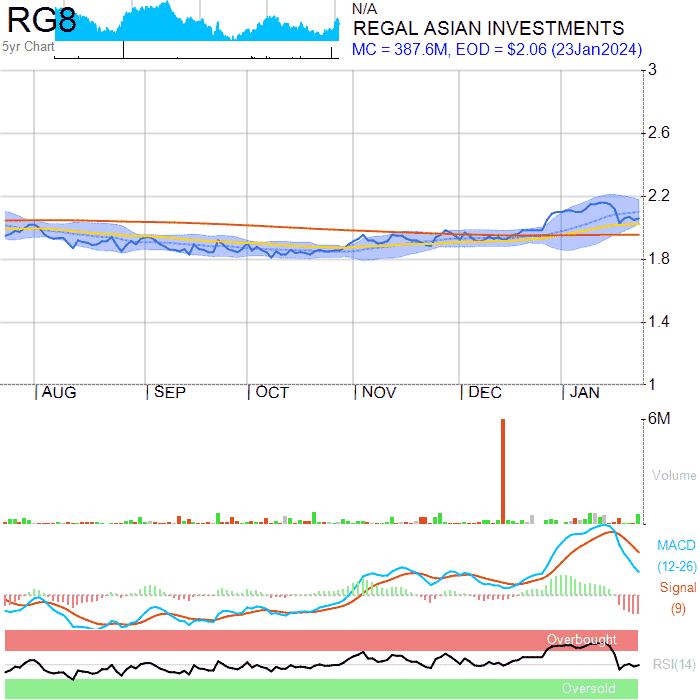 RG8
5yr Chart
N/A
REGAL ASIAN INVESTMENTS
MC = 387.6M, EOD = $2.06 (23Jan2024)
3
2.6
2.2
1.8
1.4
1
AUG SEP OCT NOV DEC JAN
6M
Volume
MACD
(12-26)
Signal
(9)
Overbought
RSI(14)
Oversold